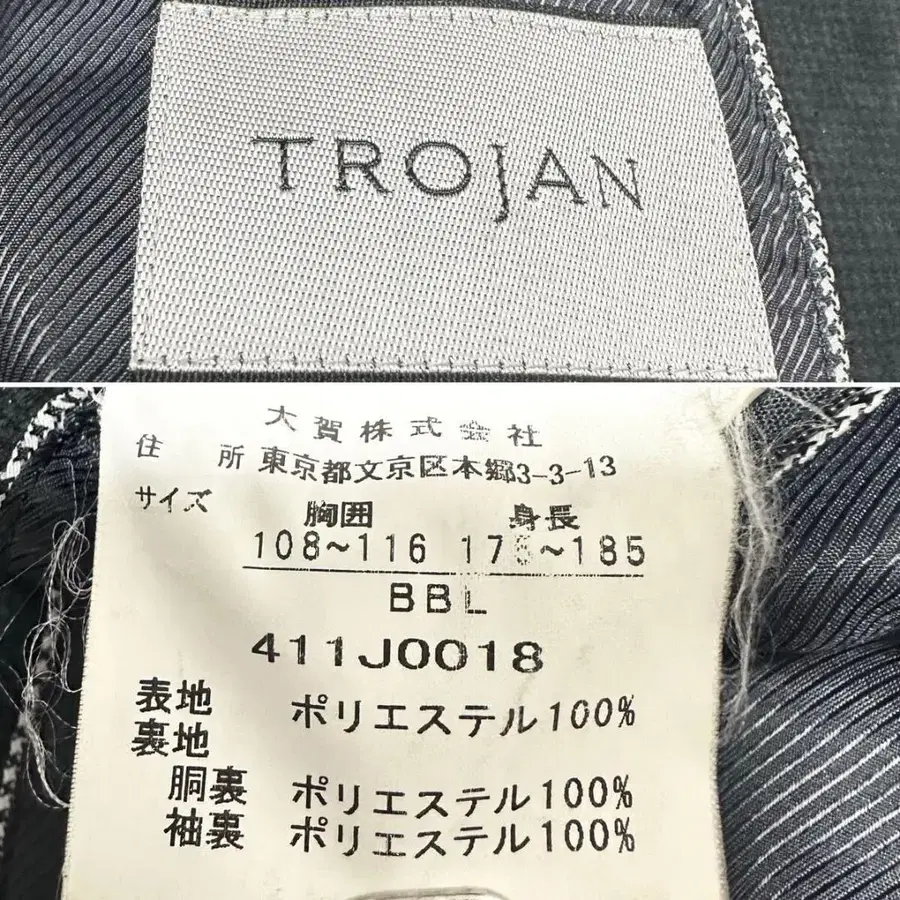 TROJAN
大賀株式会社
住 所 東京都文京区本郷3-3-13
サイズ 胸囲 身長
108~116 175~185
BBL
411J0018
表地 ポリエステル100%
裏地
胴裏 ポリエステル100%
袖裏 ポリエステル100%